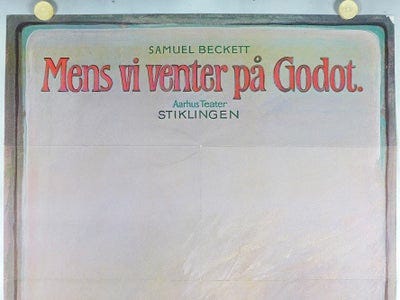 SAMUEL BECKETT
Mens vi venter på Godot.
Aarhus Teater
STIKLINGEN